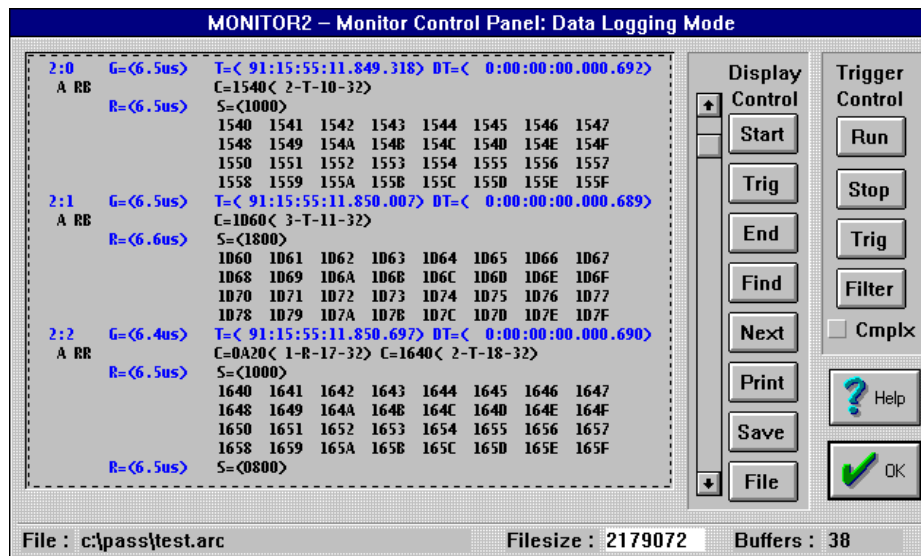 MONITOR2 – Monitor Control Panel: Data Logging Mode
2:0 G=<6.5us> T=< 91:15:55:11.849.318> DT=< 0:00:00:00.000.692>
A RB C=1540< 2-T-10-32>
R=<6.5us> S=<1000>
1540 1541 1542 1543 1544 1545 1546 1547
1548 1549 154A 154B 154C 154D 154E 154F
1550 1551 1552 1553 1554 1555 1556 1557
1558 1559 155A 155B 155C 155D 155E 155F
2:1 G=<6.5us> T=< 91:15:55:11.850.007> DT=< 0:00:00:00.000.689>
A RB C=1D60< 3-T-11-32>
R=<6.6us> S=<1800>
1D60 1D61 1D62 1D63 1D64 1D65 1D66 1D67
1D68 1D69 1D6A 1D6B 1D6C 1D6D 1D6E 1D6F
1D70 1D71 1D72 1D73 1D74 1D75 1D76 1D77
1D78 1D79 1D7A 1D7B 1D7C 1D7D 1D7E 1D7F
2:2 G=<6.4us> T=< 91:15:55:11.850.697> DT=< 0:00:00:00.000.690>
A RR C=0A20< 1-R-17-32> C=1640< 2-T-18-32>
R=<6.5us> S=<1000>
1640 1641 1642 1643 1644 1645 1646 1647
1648 1649 164A 164B 164C 164D 164E 164F
1650 1651 1652 1653 1654 1655 1656 1657
1658 1659 165A 165B 165C 165D 165E 165F
R=<6.5us> S=<0800>
Display
Control
Start
Trig
End
Find
Next
Print
Save
File
Trigger
Control
Run
Stop
Trig
Filter
Cmplx
Help
OK
File : c:\pass\test.arc Filesize : 2179072 Buffers : 38